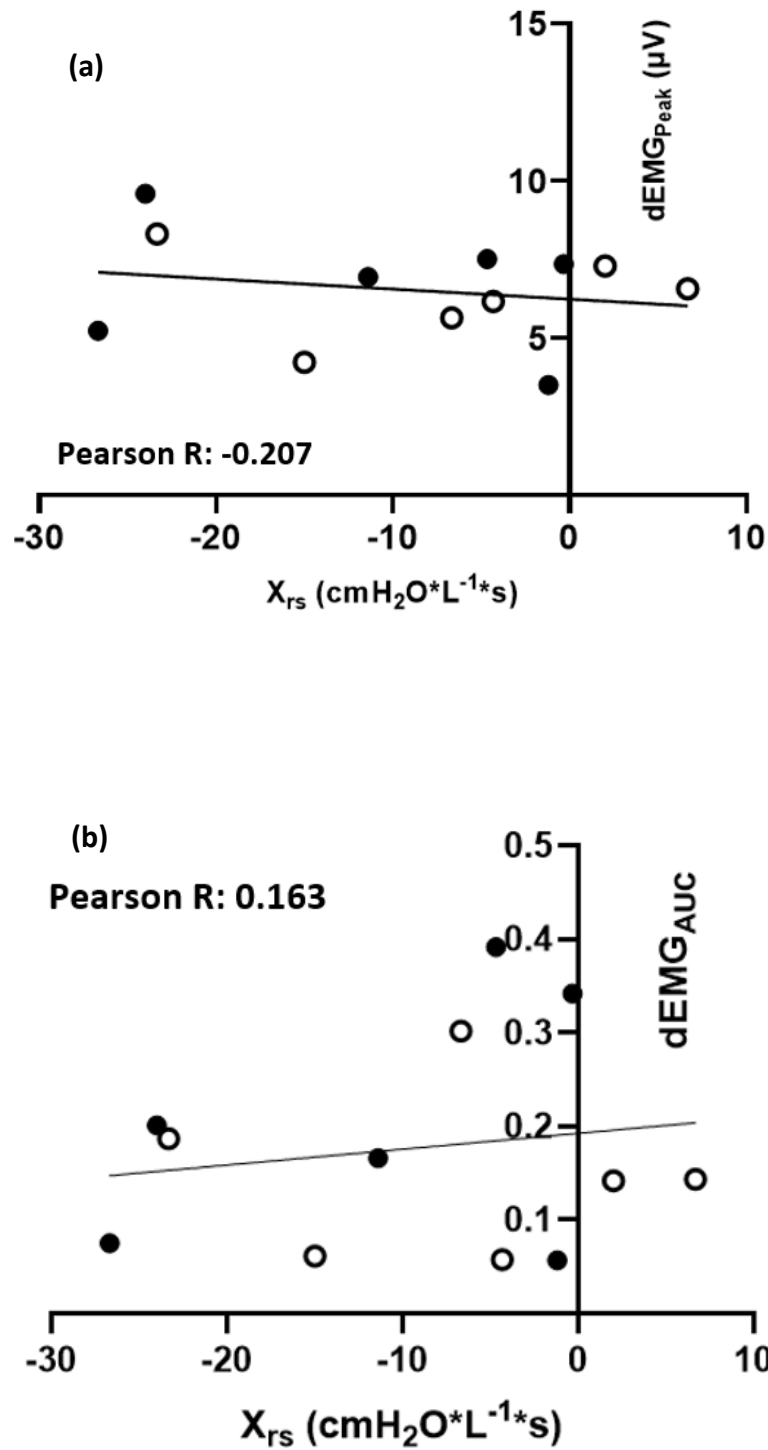 (a)
15
10
5
dEMGPeak (µV)
Pearson R: -0.207
-30 -20 -10 0 10
Xrs (cmH2O*L-1*s)
(b)
Pearson R: 0.163
0.5
0.4
0.3
0.2
0.1
dEMGAUC
-30 -20 -10 0 10
Xrs (cmH2O*L-1*s)